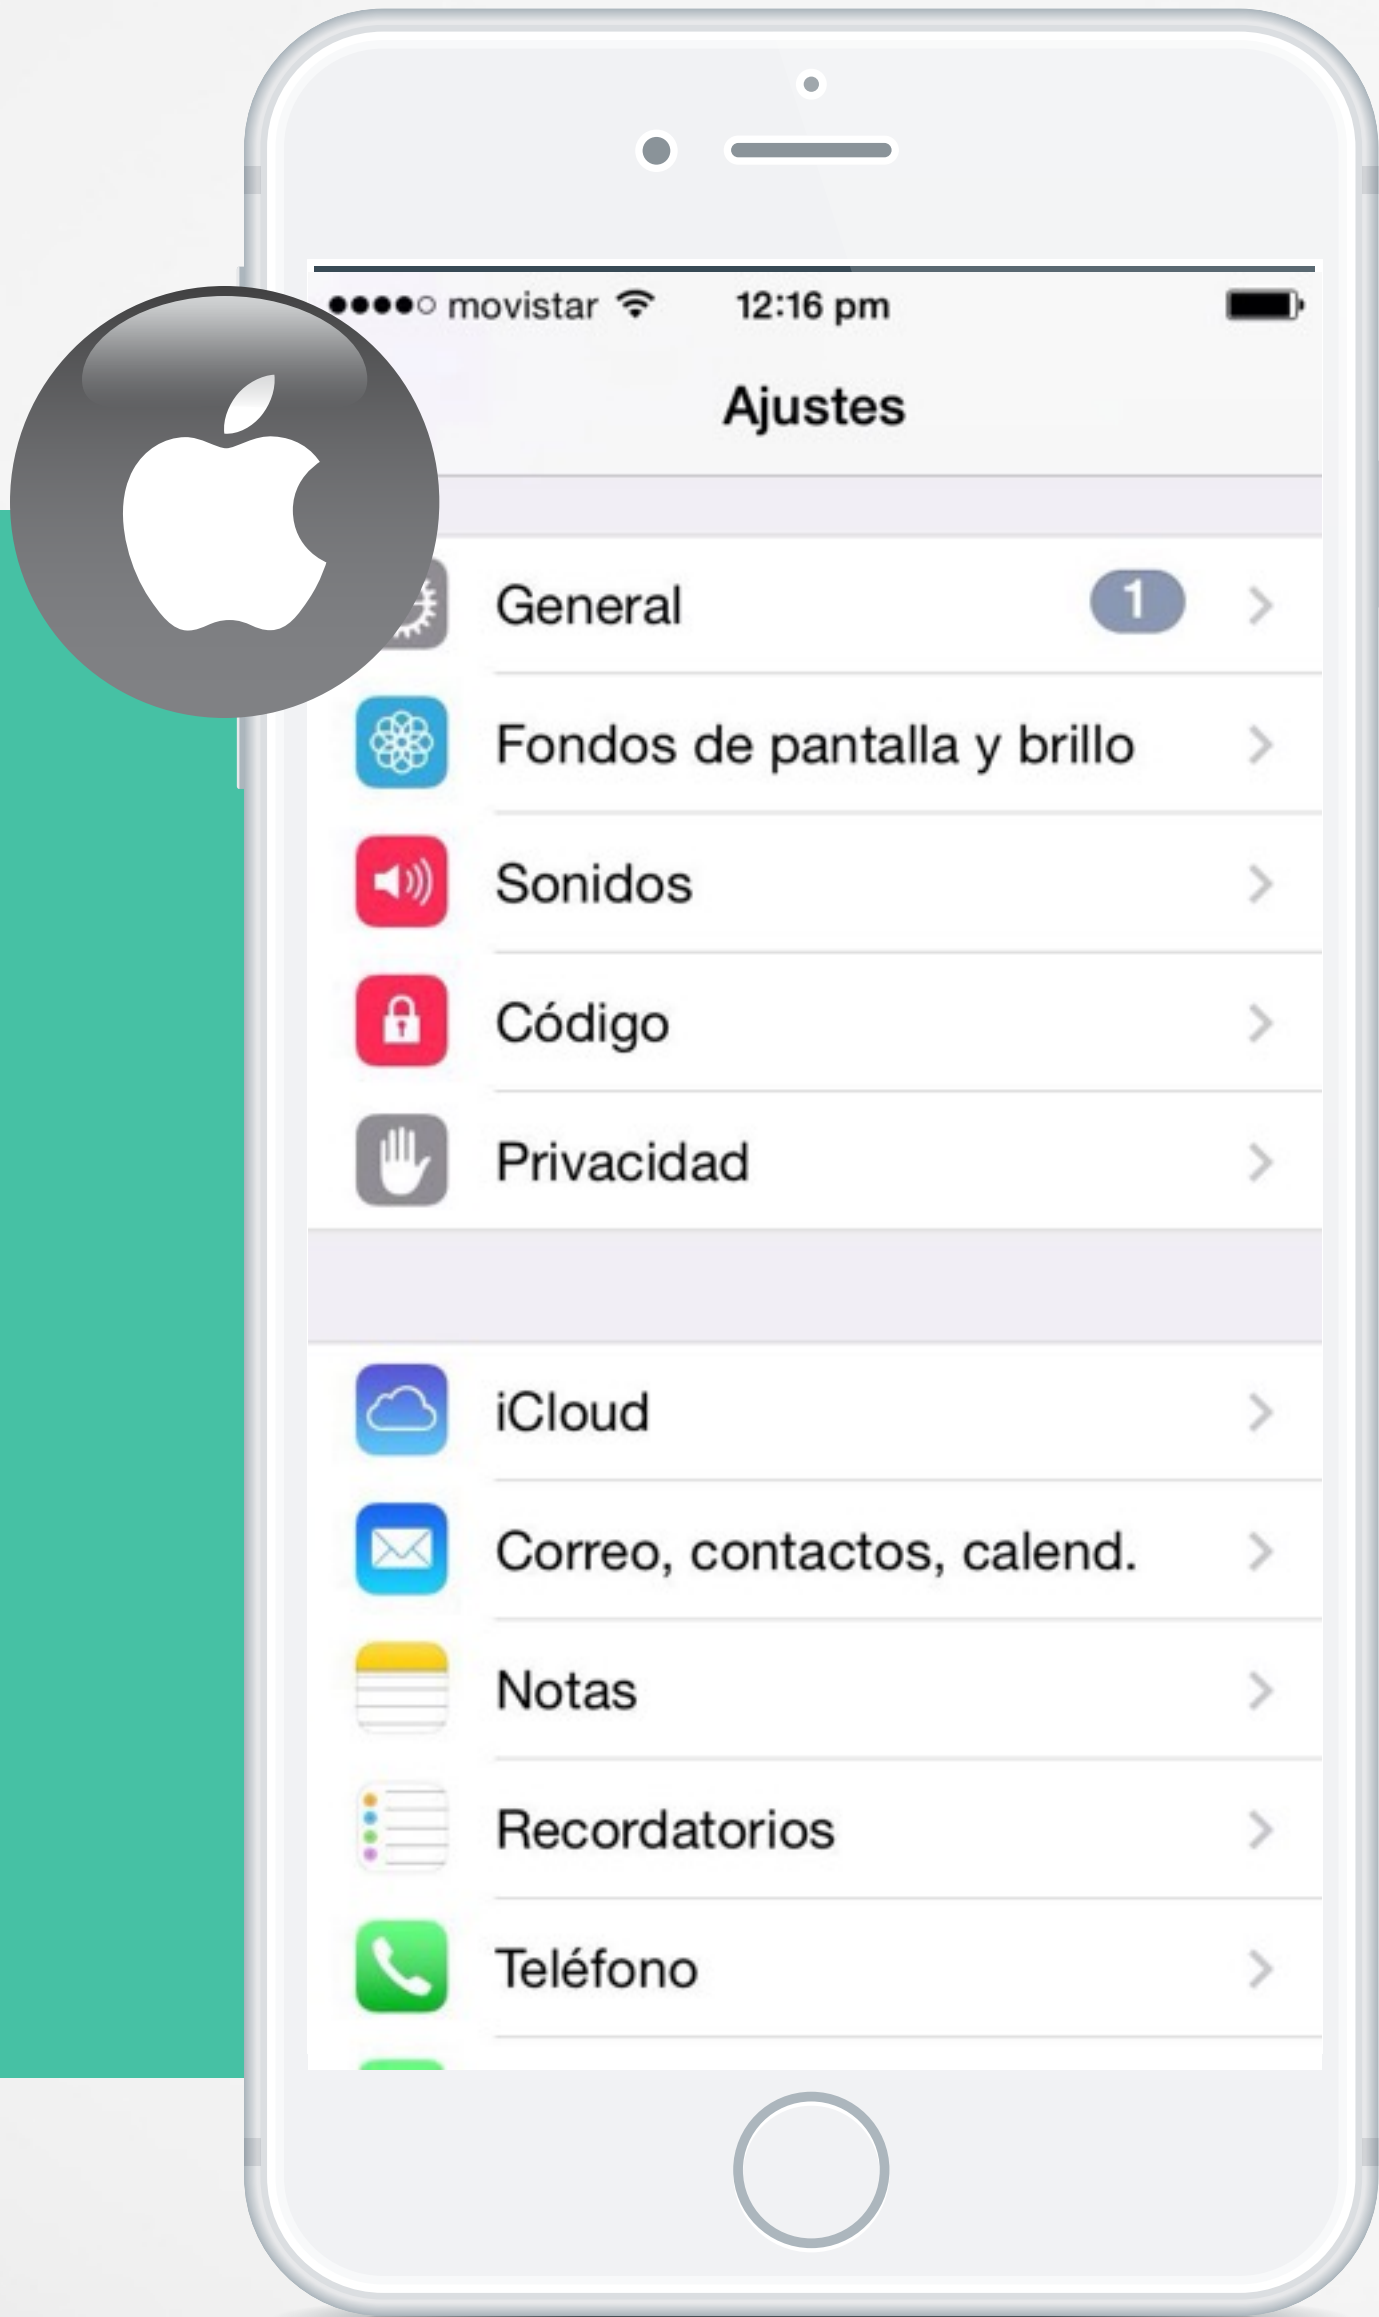 movistar 12:16 pm
Ajustes
General 1
Fondos de pantalla y brillo
Sonidos
Código
Privacidad
iCloud
Correo, contactos, calend.
Notas
Recordatorios
Teléfono